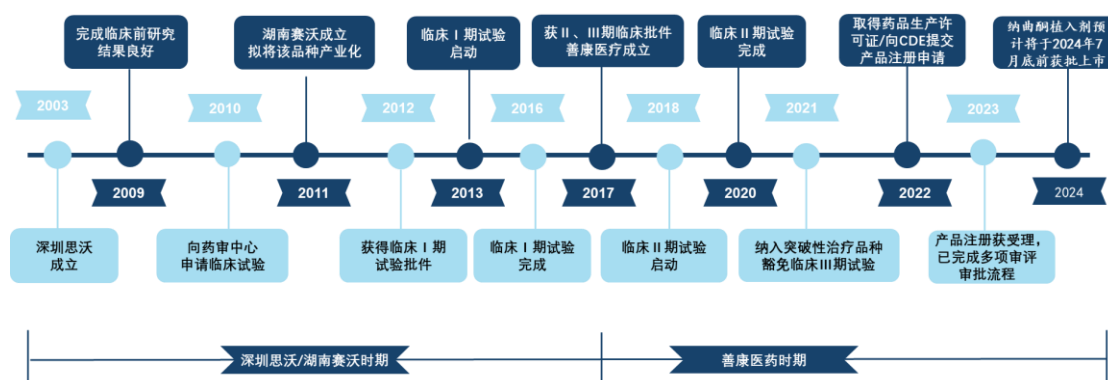 完成临床前研究
结果良好
湖南赛沃成立
拟将该品种产业化
临床Ⅰ期试验
启动
获Ⅱ、Ⅲ期临床批件
善康医疗成立
临床Ⅱ期试验
完成
取得药品生产许
可证/向CDE提交
产品注册申请
纳曲酮植入剂预
计将于2024年7
月底前获批上市
2003
2010
2012
2016
2018
2021
2023
2009
2011
2013
2017
2020
2022
2024
深圳思沃
成立
向药审中心
申请临床试验
获得临床Ⅰ期
试验批件
临床Ⅰ期试验
完成
临床Ⅱ期试验
启动
纳入突破性治疗品种
豁免临床III期试验
产品注册获受理，
已完成多项审评
审批流程
深圳思沃/湖南赛沃时期
善康医药时期